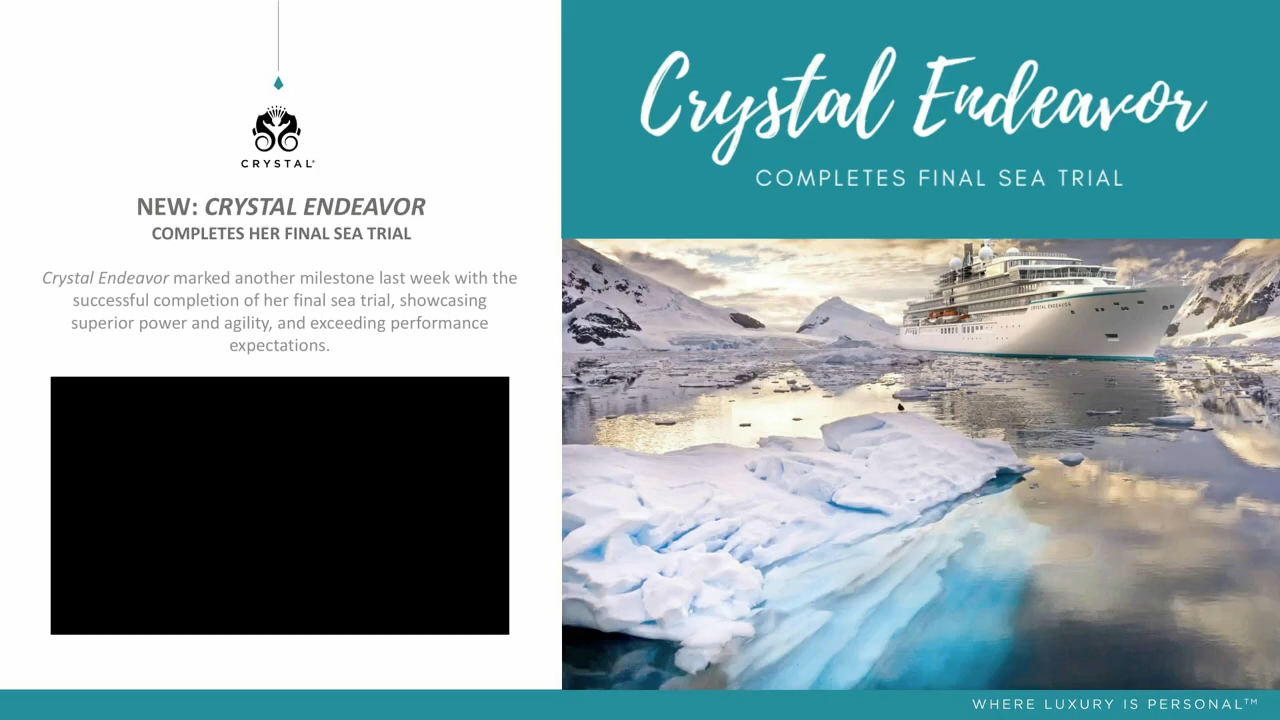 CRYSTAL
NEW: CRYSTAL ENDEAVOR
COMPLETES HER FINAL SEA TRIAL
Crystal Endeavor marked another milestone last week with the
successful completion of her final sea trial, showcasing
superior power and agility, and exceeding performance
expectations.
Crystal Endeavor
COMPLETES FINAL SEA TRIAL
CRYSTAL ENDEAVOR
WHERE LUXURY IS PERSONAL™